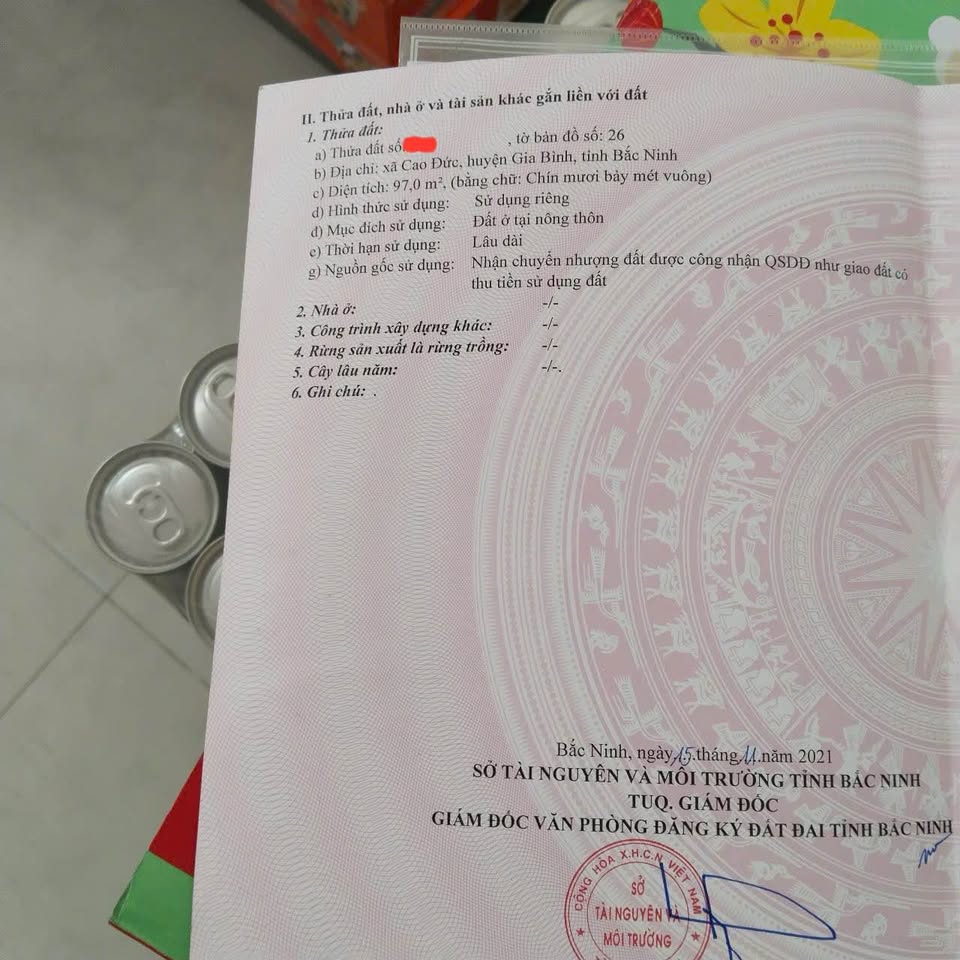 II. Thửa đất, nhà ở và tài sản khác gắn liền với đất
1. Thửa đất:
a) Thửa đất số , tờ bản đồ số: 26
b) Địa chỉ: xã Cao Đức, huyện Gia Bình, tỉnh Bắc Ninh
c) Diện tích: 97,0 m², (bằng chữ: Chín mươi bảy mét vuông)
d) Hình thức sử dụng: Sử dụng riêng
đ) Mục đích sử dụng: Đất ở tại nông thôn
e) Thời hạn sử dụng: Lâu dài
g) Nguồn gốc sử dụng: Nhận chuyển nhượng đất được công nhận QSDĐ như giao đất có
thu tiền sử dụng đất
2. Nhà ở: -/-
3. Công trình xây dựng khác: -/-
4. Rừng sản xuất là rừng trồng: -/-
5. Cây lâu năm: -/-.
6. Ghi chú: .
Bắc Ninh, ngày 15 tháng 11 năm 2021
SỞ TÀI NGUYÊN VÀ MÔI TRƯỜNG TỈNH BẮC NINH
TUQ. GIÁM ĐỐC
GIÁM ĐỐC VĂN PHÒNG ĐĂNG KÝ ĐẤT ĐAI TỈNH BẮC NINH
CỘNG HÒA X.H.C.N VIỆT NAM
SỞ
TÀI NGUYÊN VÀ
MÔI TRƯỜNG